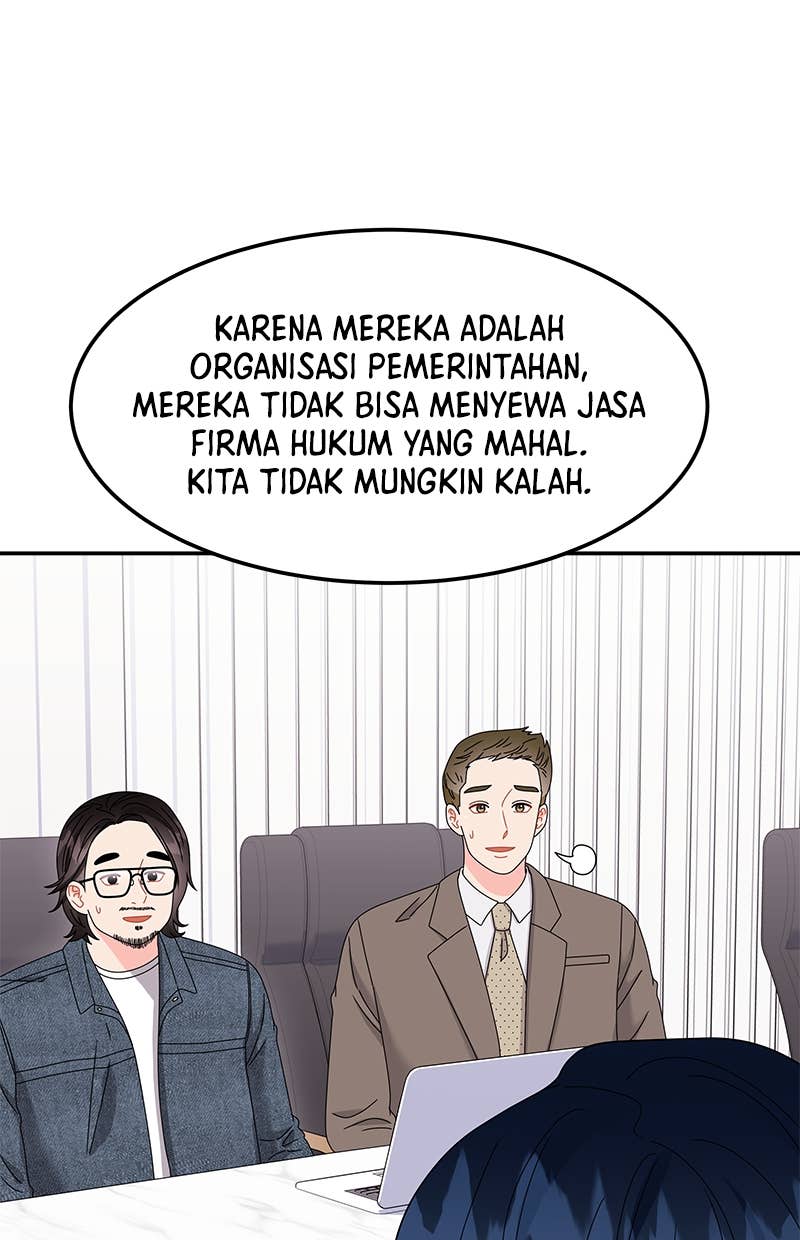 KARENA MEREKA ADALAH
ORGANISASI PEMERINTAHAN,
MEREKA TIDAK BISA MENYEWA JASA
FIRMA HUKUM YANG MAHAL.
KITA TIDAK MUNGKIN KALAH.